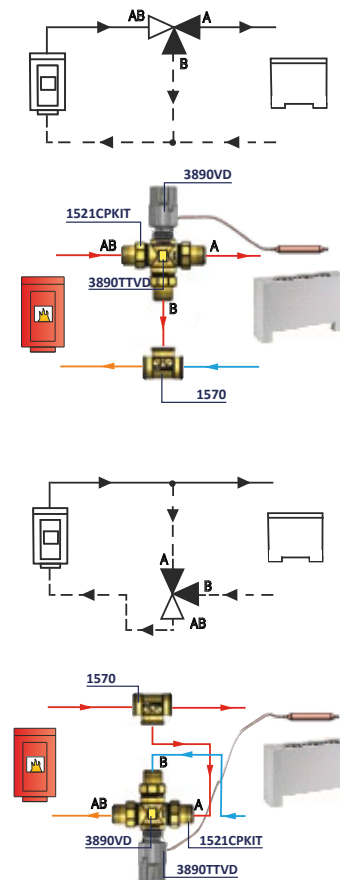 AB A
B
3890VD
1521CPKIT
AB A
3890TTVD
B
1570
A
B
AB
1570
B
AB A
3890VD 1521CPKIT
3890TTVD